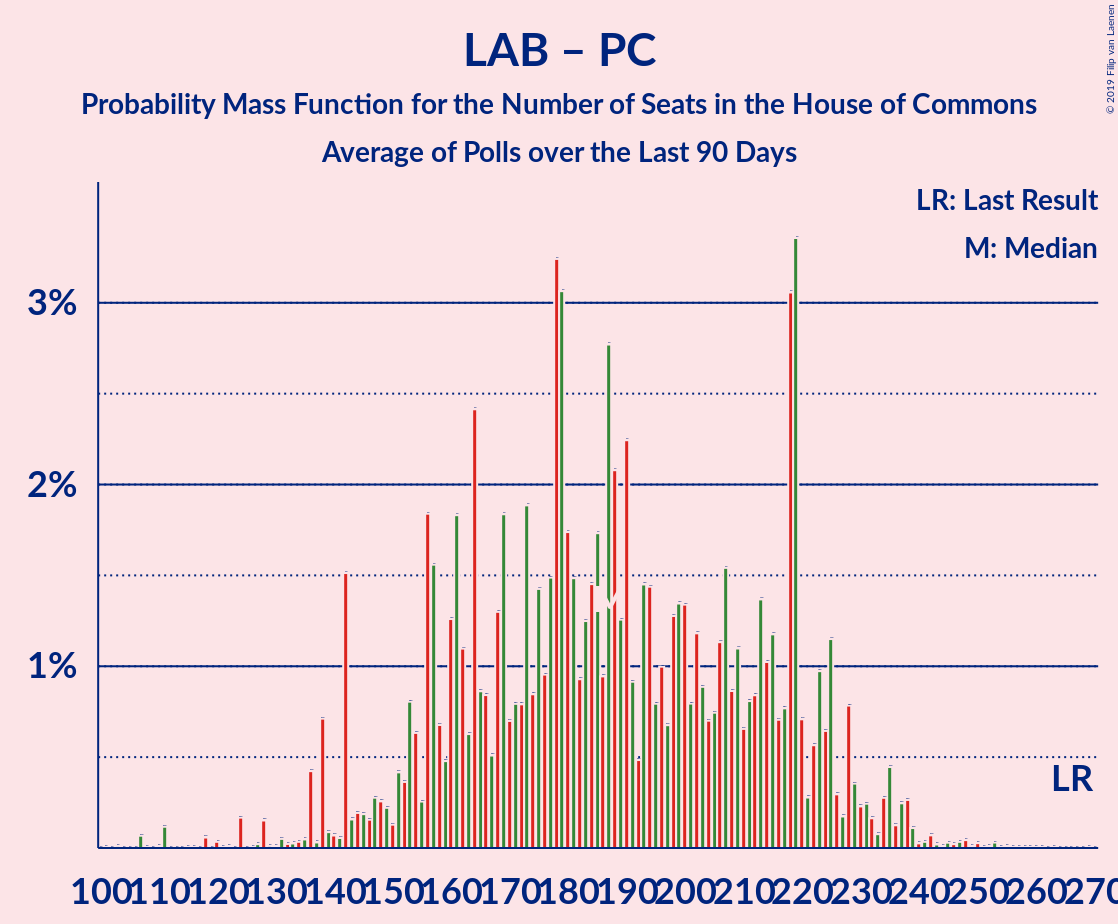 LAB – PC
Probability Mass Function for the Number of Seats in the House of Commons
Average of Polls over the Last 90 Days
© 2019 Filip van Laenen
LR: Last Result
M: Median
3%
2%
1%
LR
100 110 120 130 140 150 160 170 180 190 200 210 220 230 240 250 260 270